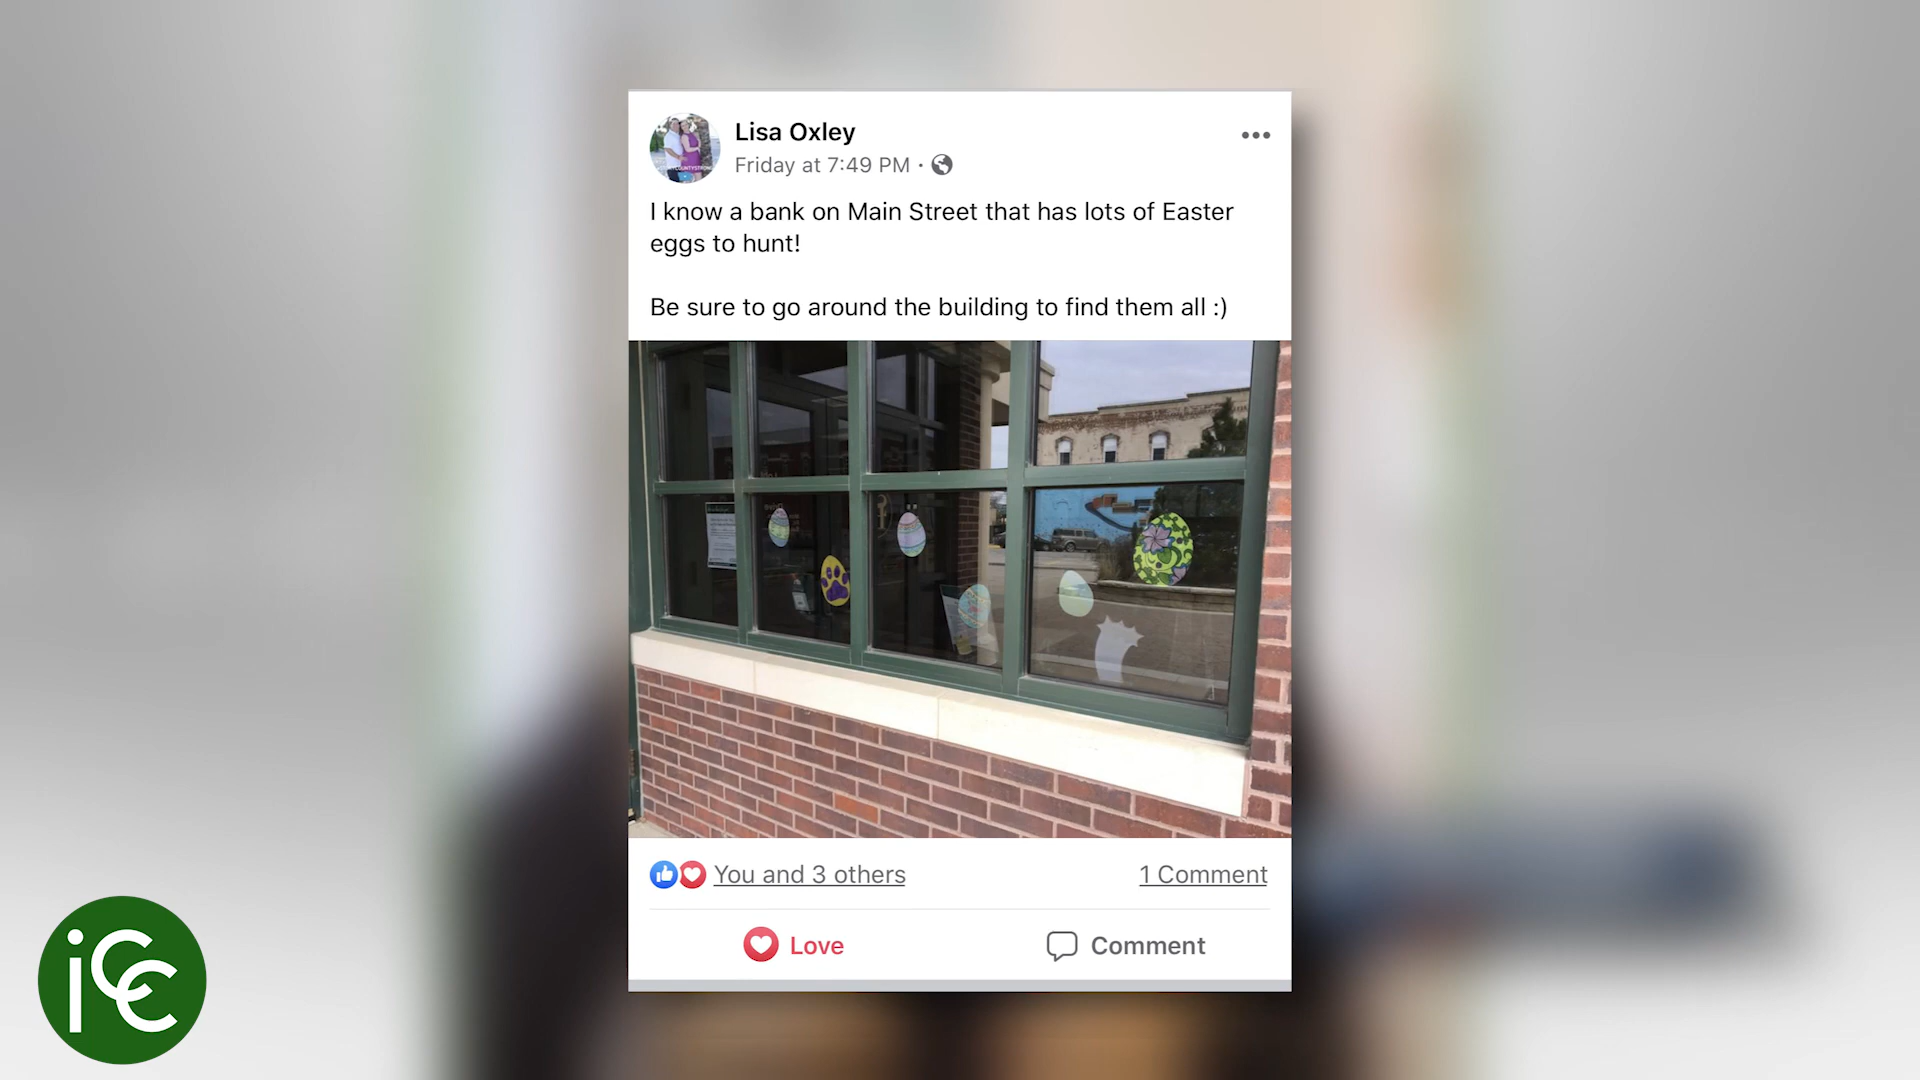 Lisa Oxley
Friday at 7:49 PM ·
I know a bank on Main Street that has lots of Easter
eggs to hunt!
Be sure to go around the building to find them all :)
You and 3 others
1 Comment
Love
Comment
icc